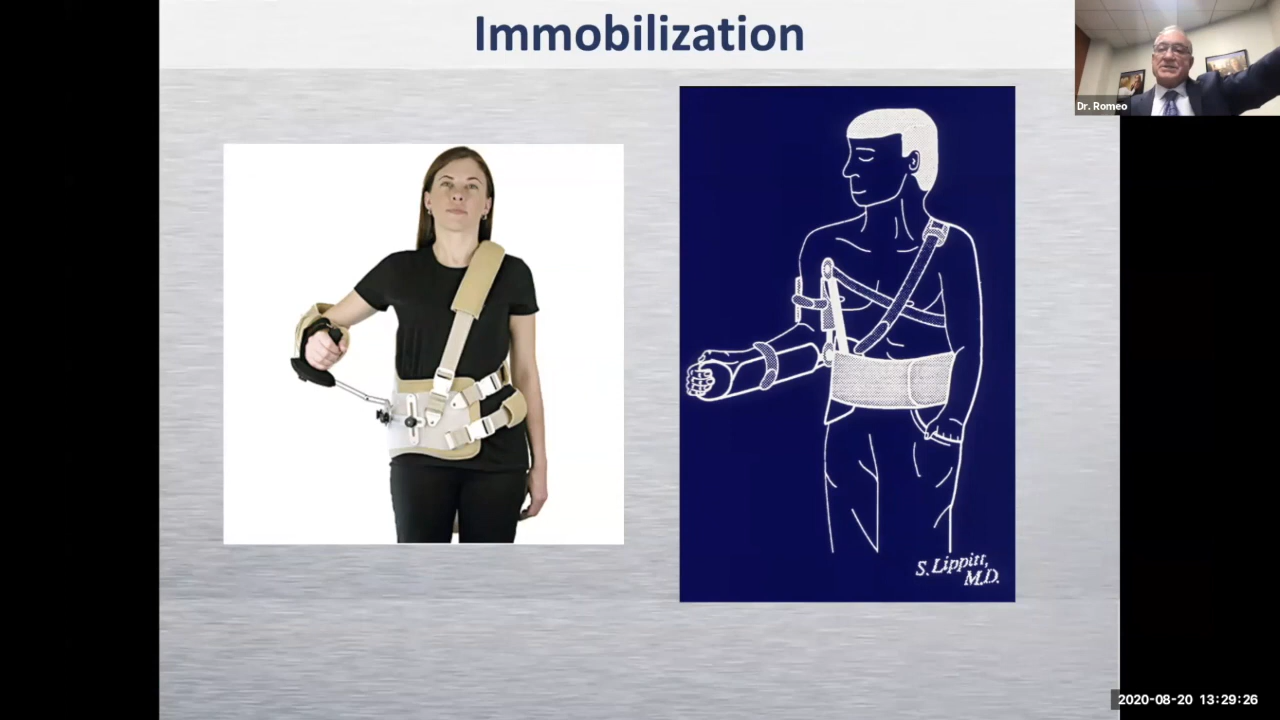 Immobilization
Dr. Romeo
S. Lippitt,
M.D.
2020-08-20 13:29:26